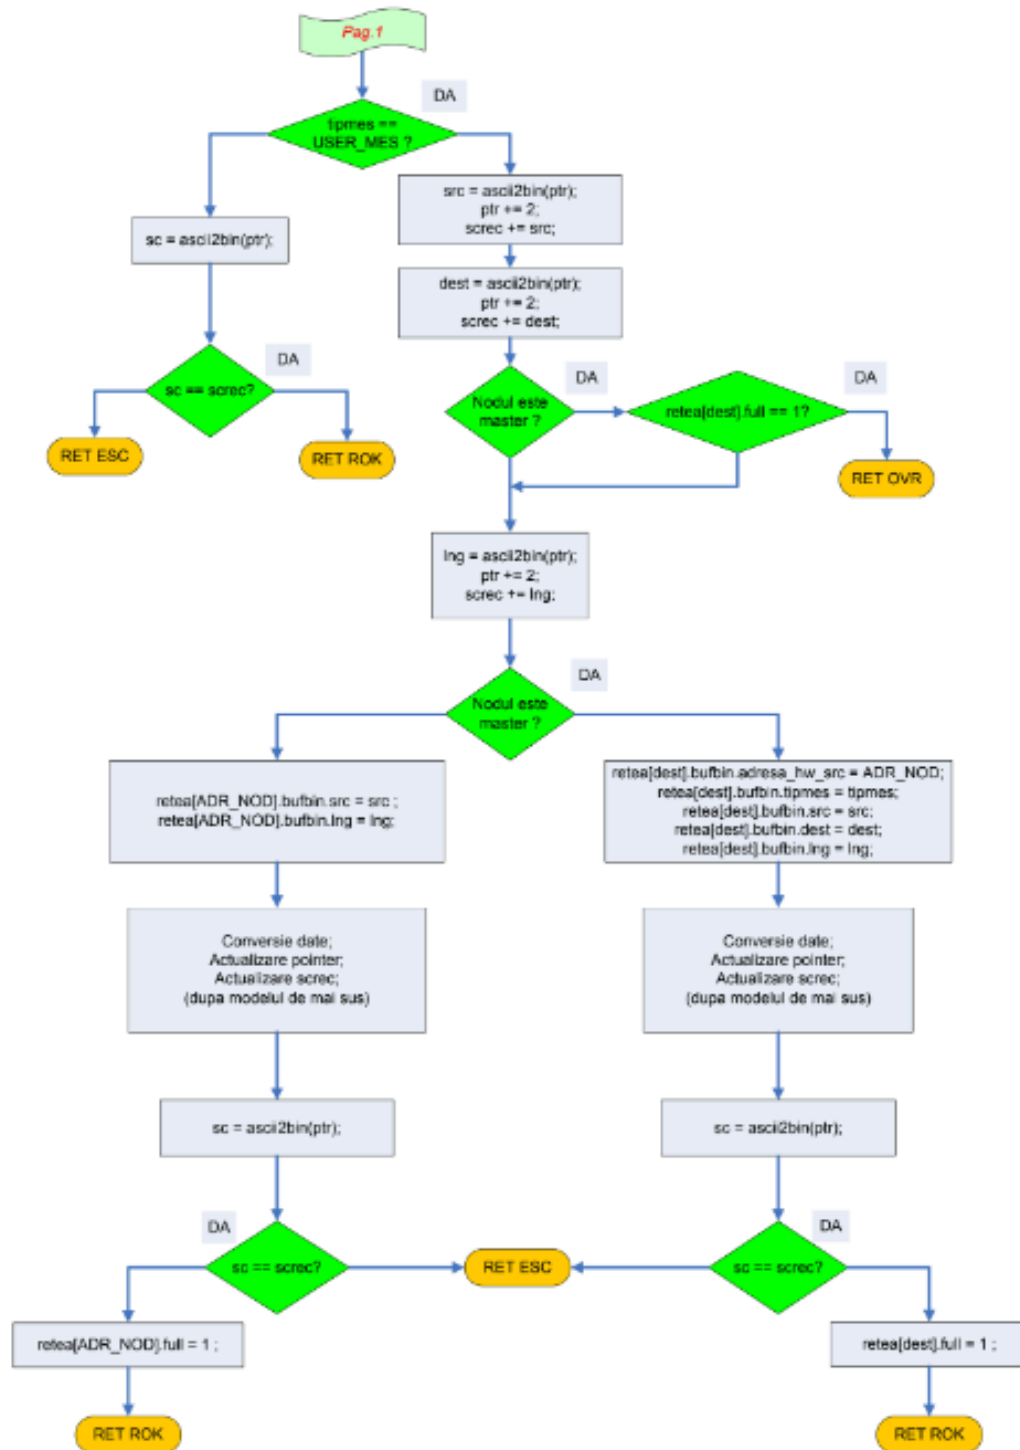 Pag.1
DA
tipmes ==
USER_MES ?
src = ascii2bin(ptr);
ptr += 2;
screc += src;
sc = ascii2bin(ptr);
dest = ascii2bin(ptr);
ptr += 2;
screc += dest;
DA
sc == screc?
RET ESC
RET ROK
DA
Nodul este
master ?
DA
retea[dest].full == 1?
RET OVR
lng = ascii2bin(ptr);
ptr += 2;
screc += lng;
DA
Nodul este
master ?
retea[ADR_NOD].bufbin.src = src ;
retea[ADR_NOD].bufbin.lng = lng;
retea[dest].bufbin.adresa_hw_src = ADR_NOD;
retea[dest].bufbin.tipmes = tipmes;
retea[dest].bufbin.src = src;
retea[dest].bufbin.dest = dest;
retea[dest].bufbin.lng = lng;
Conversie date;
Actualizare pointer;
Actualizare screc;
(dupa modelul de mai sus)
Conversie date;
Actualizare pointer;
Actualizare screc;
(dupa modelul de mai sus)
sc = ascii2bin(ptr);
sc = ascii2bin(ptr);
DA
sc == screc?
RET ESC
DA
sc == screc?
retea[ADR_NOD].full = 1 ;
retea[dest].full = 1 ;
RET ROK
RET ROK